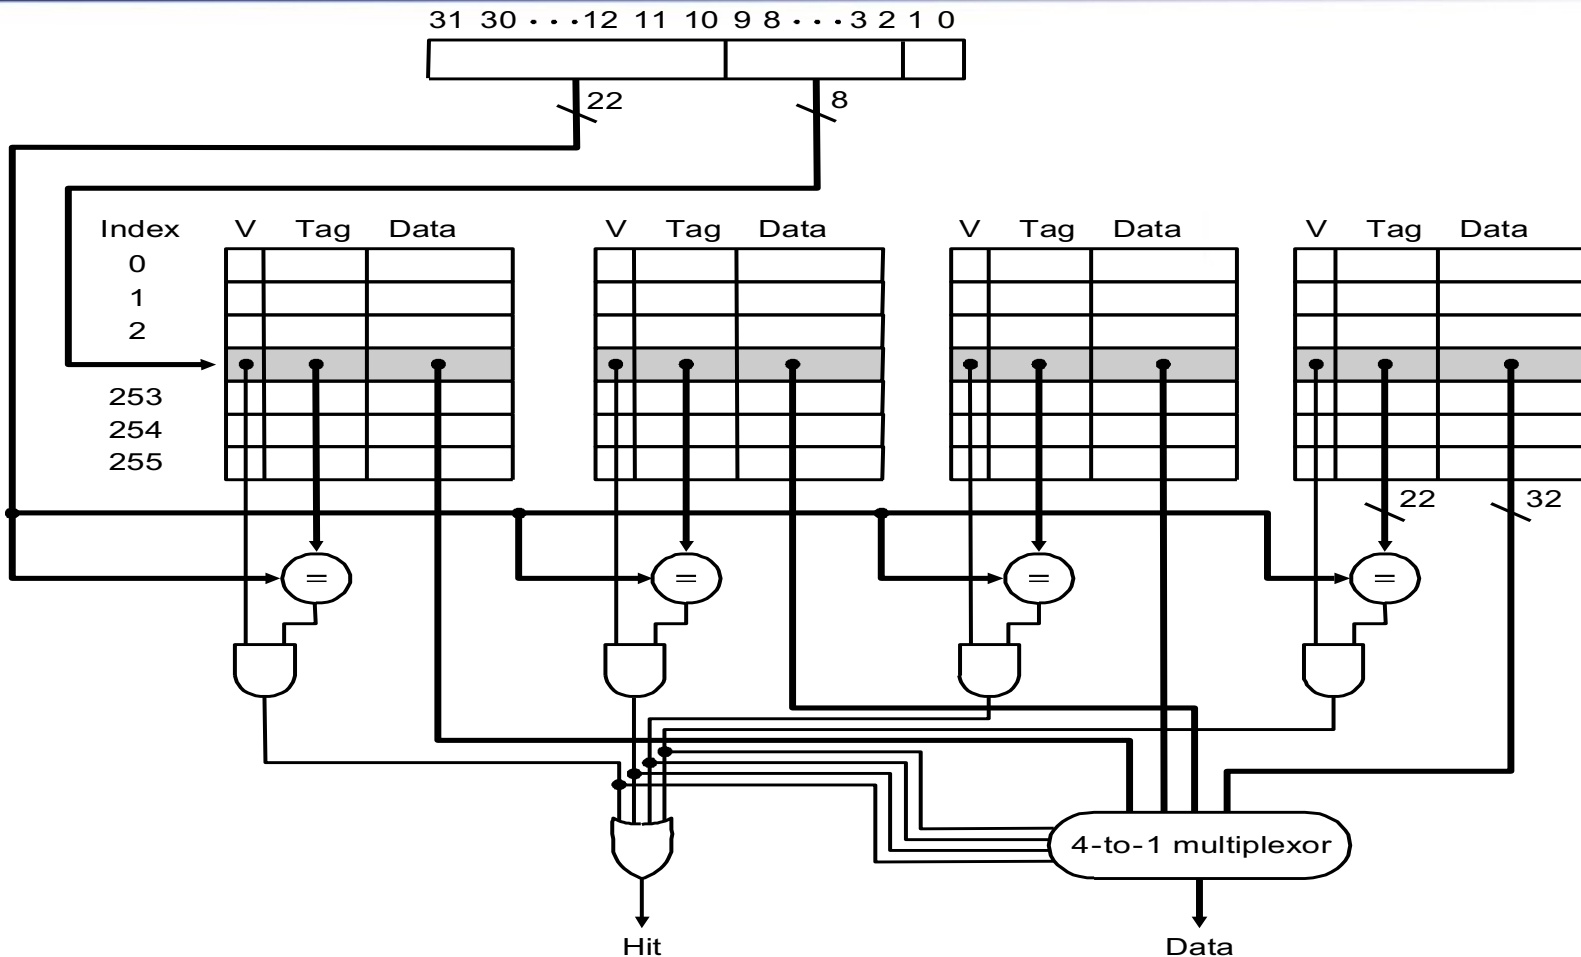 31 30 ···12 11 10 9 8 ···3 2 1 0
22 8
Index V Tag Data V Tag Data V Tag Data V Tag Data
0
1
2
253
254
255
22 32
= = = =
4-to-1 multiplexor
Hit Data